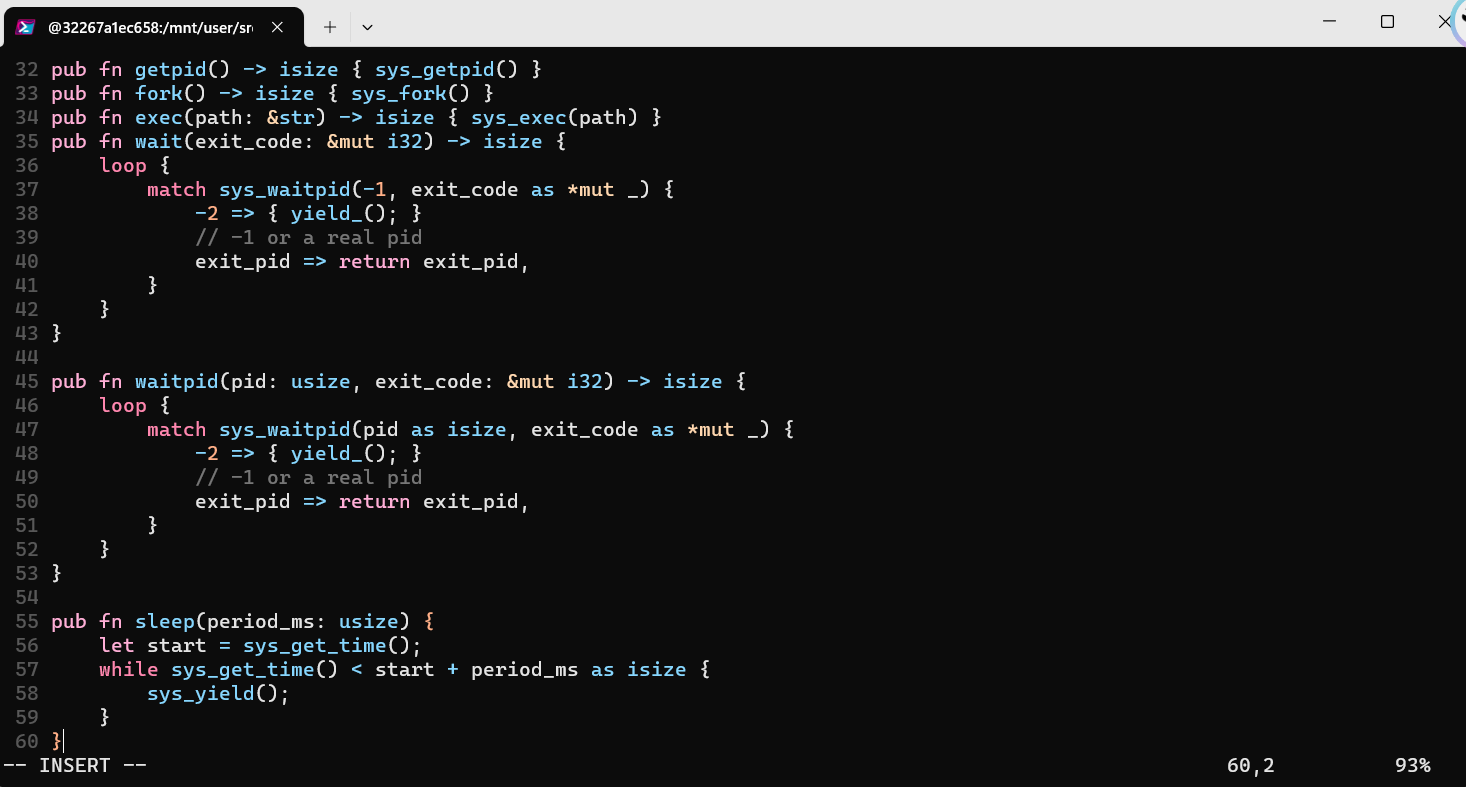 @32267a1ec658:/mnt/user/sr
32 pub fn getpid() -> isize { sys_getpid() }
33 pub fn fork() -> isize { sys_fork() }
34 pub fn exec(path: &str) -> isize { sys_exec(path) }
35 pub fn wait(exit_code: &mut i32) -> isize {
36     loop {
37         match sys_waitpid(-1, exit_code as *mut _) {
38             -2 => { yield_(); }
39             // -1 or a real pid
40             exit_pid => return exit_pid,
41         }
42     }
43 }
44
45 pub fn waitpid(pid: usize, exit_code: &mut i32) -> isize {
46     loop {
47         match sys_waitpid(pid as isize, exit_code as *mut _) {
48             -2 => { yield_(); }
49             // -1 or a real pid
50             exit_pid => return exit_pid,
51         }
52     }
53 }
54
55 pub fn sleep(period_ms: usize) {
56     let start = sys_get_time();
57     while sys_get_time() < start + period_ms as isize {
58         sys_yield();
59     }
60 }
-- INSERT -- 60,2 93%